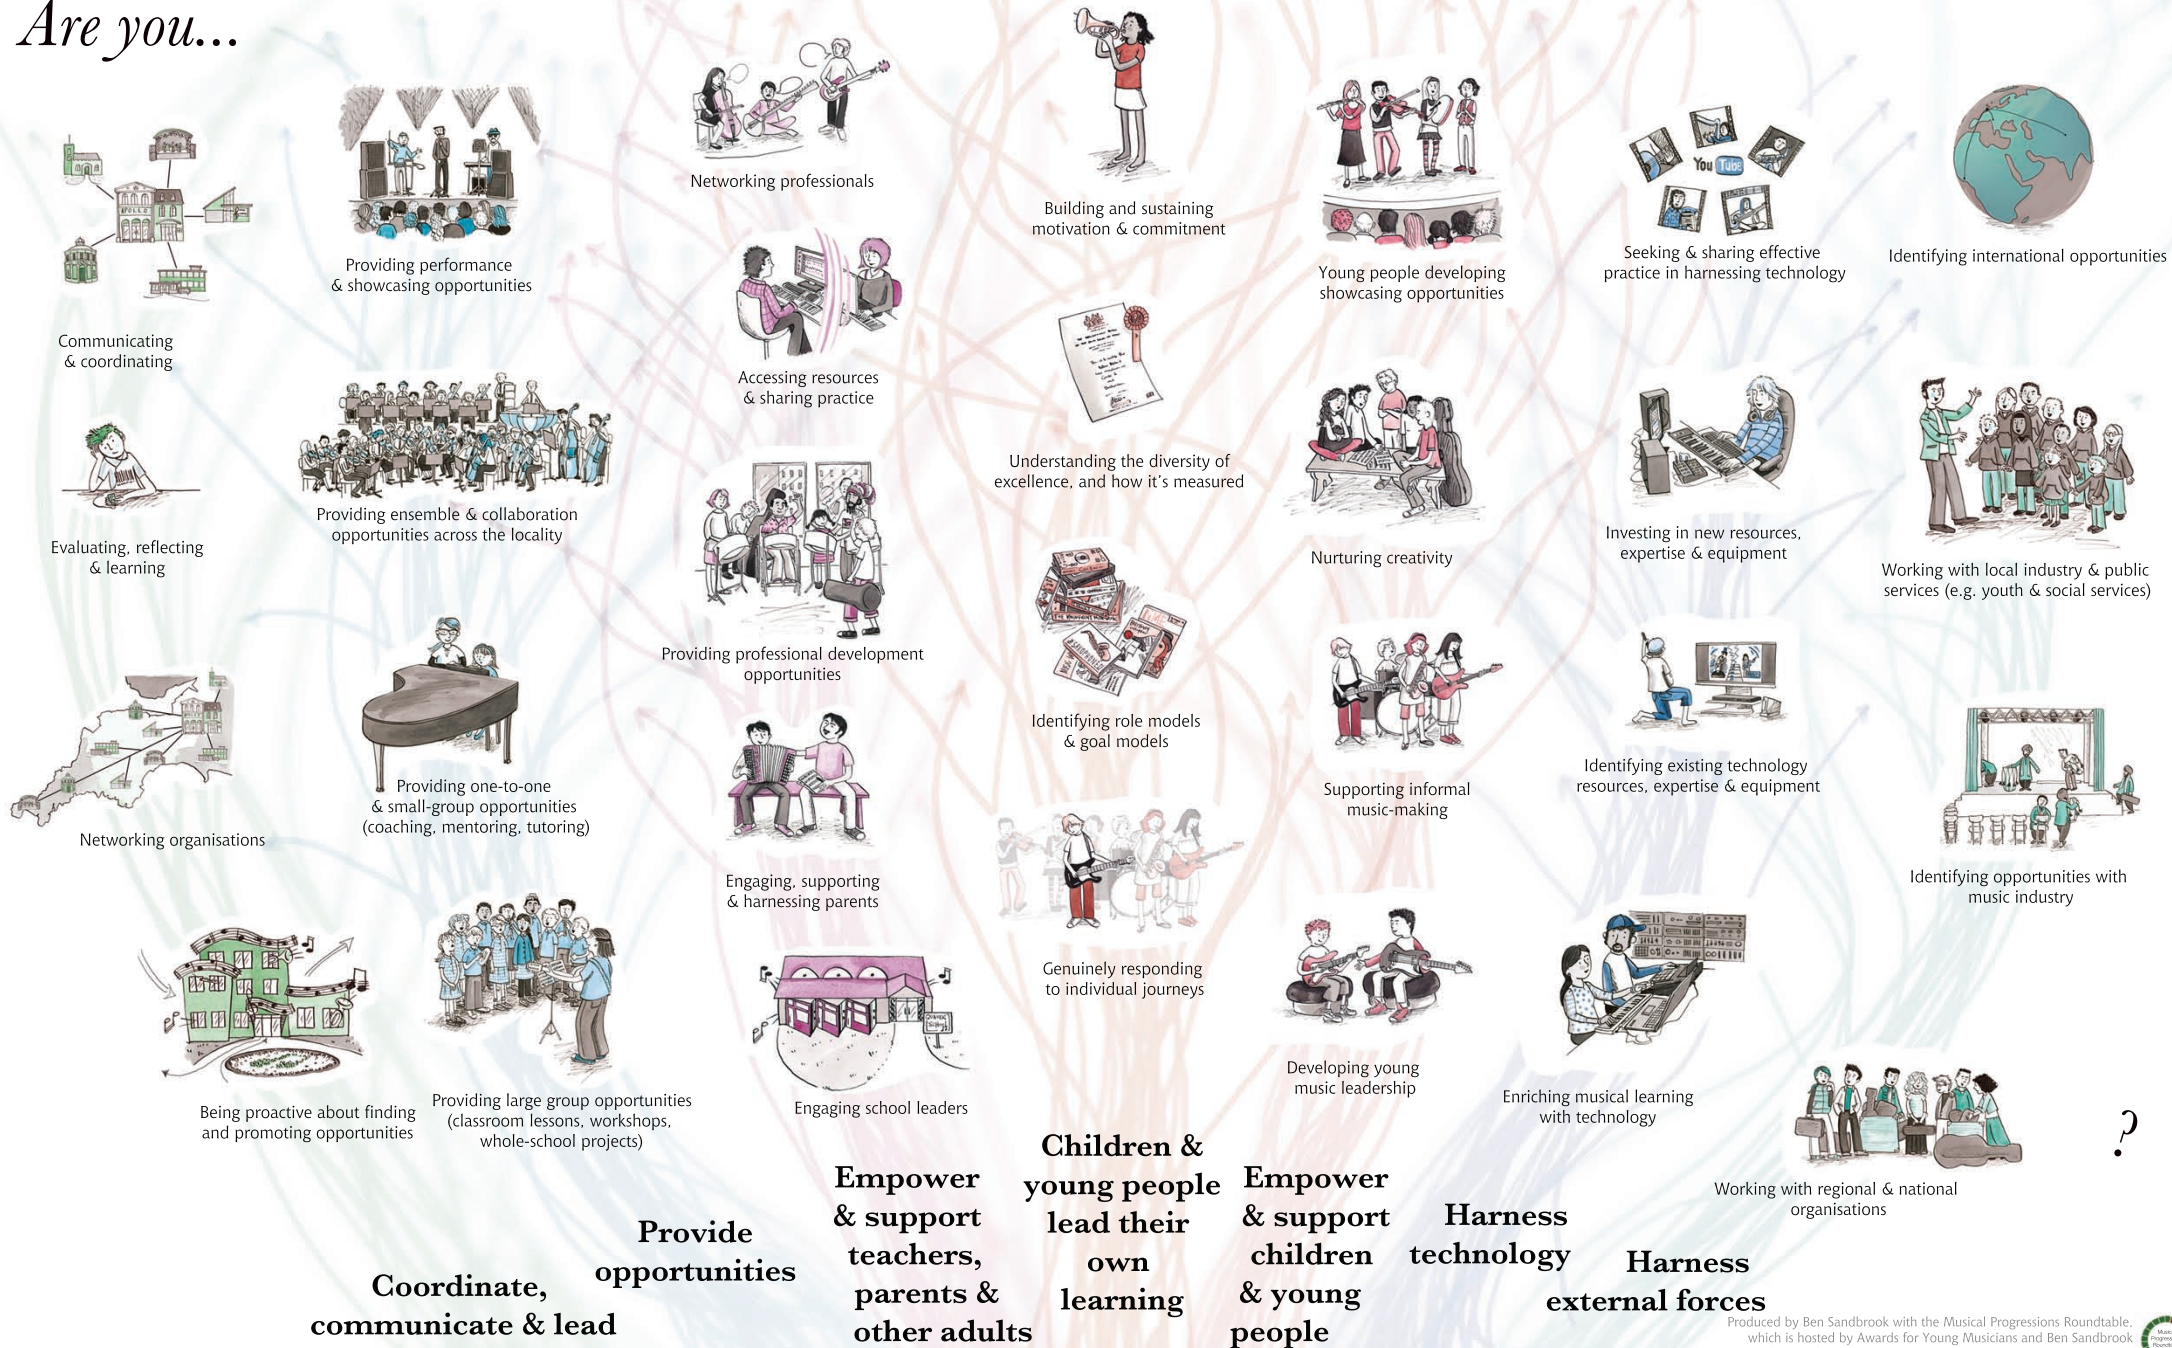 Are you...
Communicating
& coordinating
Evaluating, reflecting
& learning
Networking organisations
Being proactive about finding
and promoting opportunities
Providing performance
& showcasing opportunities
Providing ensemble & collaboration
opportunities across the locality
Providing one-to-one
& small-group opportunities
(coaching, mentoring, tutoring)
Providing large group opportunities
(classroom lessons, workshops,
whole-school projects)
Networking professionals
Accessing resources
& sharing practice
Providing professional development
opportunities
Engaging, supporting
& harnessing parents
Engaging school leaders
Building and sustaining
motivation & commitment
Understanding the diversity of
excellence, and how it's measured
Identifying role models
& goal models
Genuinely responding
to individual journeys
Young people developing
showcasing opportunities
Nurturing creativity
Supporting informal
music-making
Developing young
music leadership
You Tube
Seeking & sharing effective
practice in harnessing technology
Investing in new resources,
expertise & equipment
Identifying existing technology
resources, expertise & equipment
Enriching musical learning
with technology
Identifying international opportunities
Working with local industry & public
services (e.g. youth & social services)
Identifying opportunities with
music industry
Working with regional & national
organisations
?
Coordinate,
communicate & lead
Provide
opportunities
Empower
& support
teachers,
parents &
other adults
Children &
young people
lead their
own
learning
Empower
& support
children
& young
people
Harness
technology
Harness
external forces
Produced by Ben Sandbrook with the Musical Progressions Roundtable,
which is hosted by Awards for Young Musicians and Ben Sandbrook